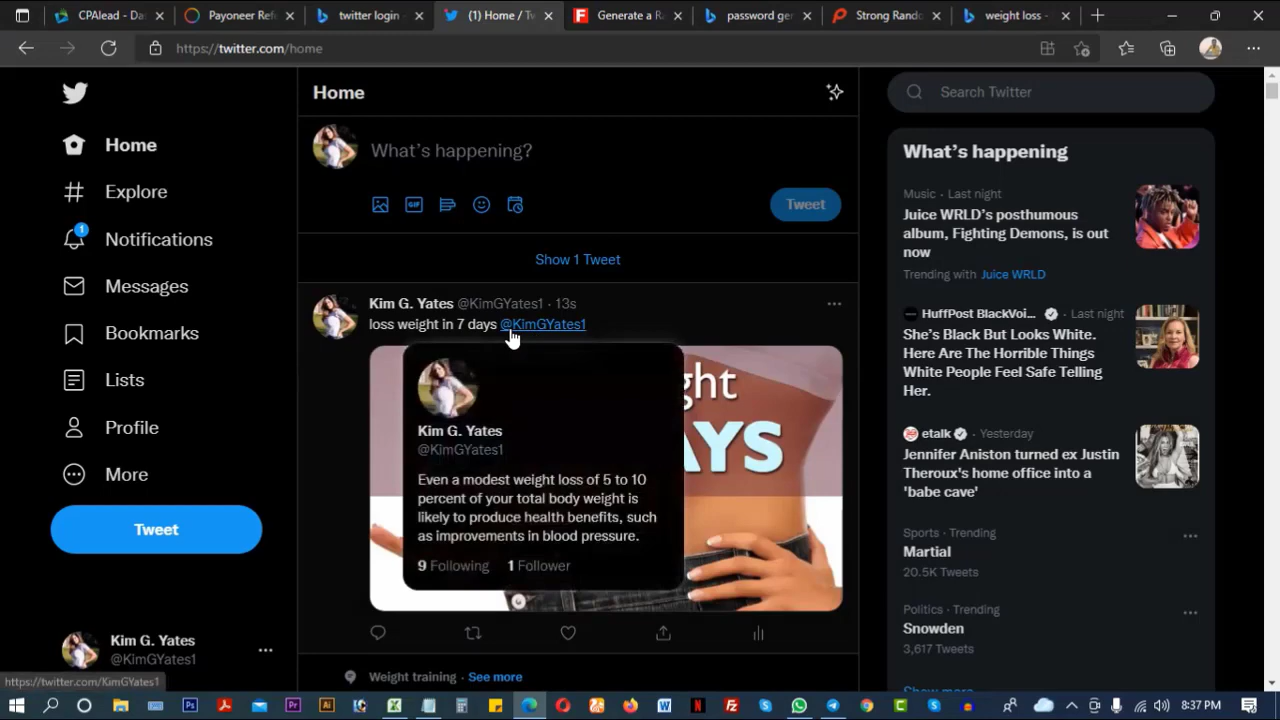 CPAlead - Da
Payoneer Ref
twitter login -
(1) Home / Tw
Generate a Ra
password ger
Strong Rando
weight loss -
https://twitter.com/home
Home
Search Twitter
What's happening?
GIF
Tweet
Show 1 Tweet
Home
Explore
1
Notifications
Messages
Bookmarks
Lists
Profile
More
Tweet
Kim G. Yates @KimGYates1 · 13s
loss weight in 7 days @KimGYates1
ght
AYS
Kim G. Yates
@KimGYates1
Even a modest weight loss of 5 to 10
percent of your total body weight is
likely to produce health benefits, such
as improvements in blood pressure.
9 Following 1 Follower
Weight training · See more
What's happening
Music · Last night
Juice WRLD's posthumous
album, Fighting Demons, is out
now
Trending with Juice WRLD
HuffPost BlackVoi... · Last night
She's Black But Looks White.
Here Are The Horrible Things
White People Feel Safe Telling
Her.
etalk · Yesterday
Jennifer Aniston turned ex Justin
Theroux's home office into a
'babe cave'
Sports · Trending
Martial
20.5K Tweets
Politics · Trending
Snowden
3,617 Tweets
Show more
Kim G. Yates
@KimGYates1
https://twitter.com/KimGYates1
8:37 PM